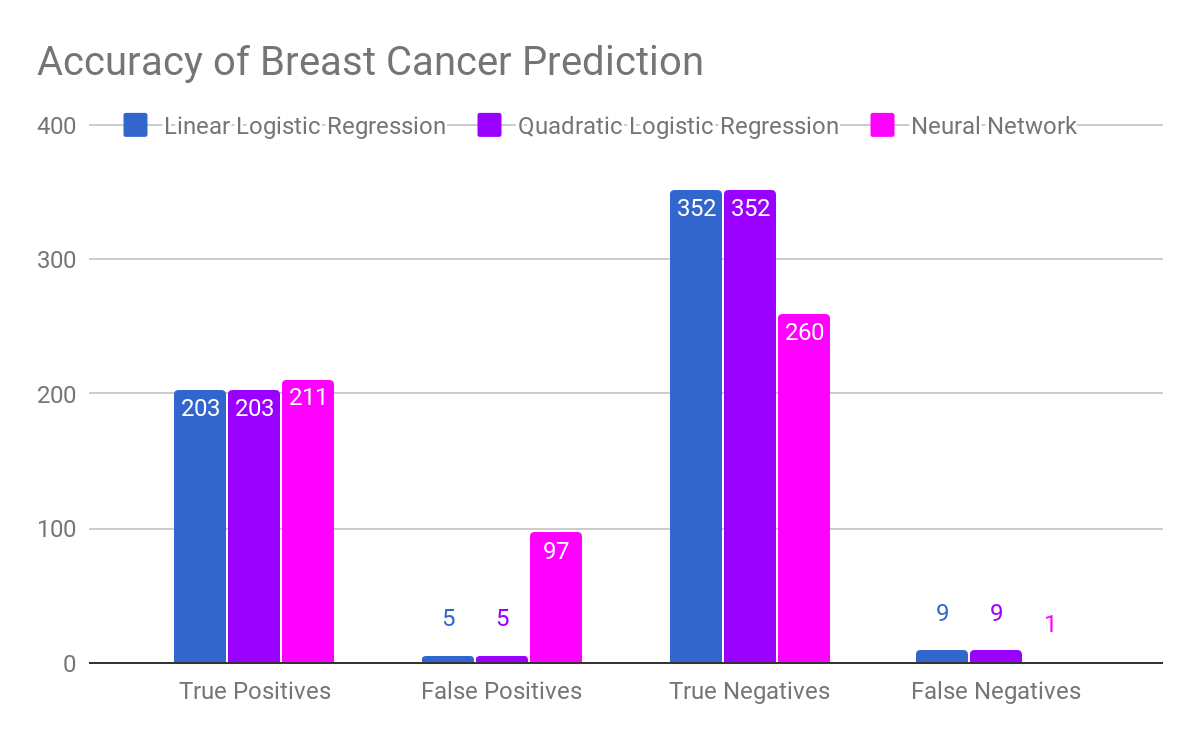 Accuracy of Breast Cancer Prediction
400 Linear Logistic Regression Quadratic Logistic Regression Neural Network
352 352
300
260
203 203 211
200
100
97
5 5
9 9 1
0
True Positives False Positives True Negatives False Negatives